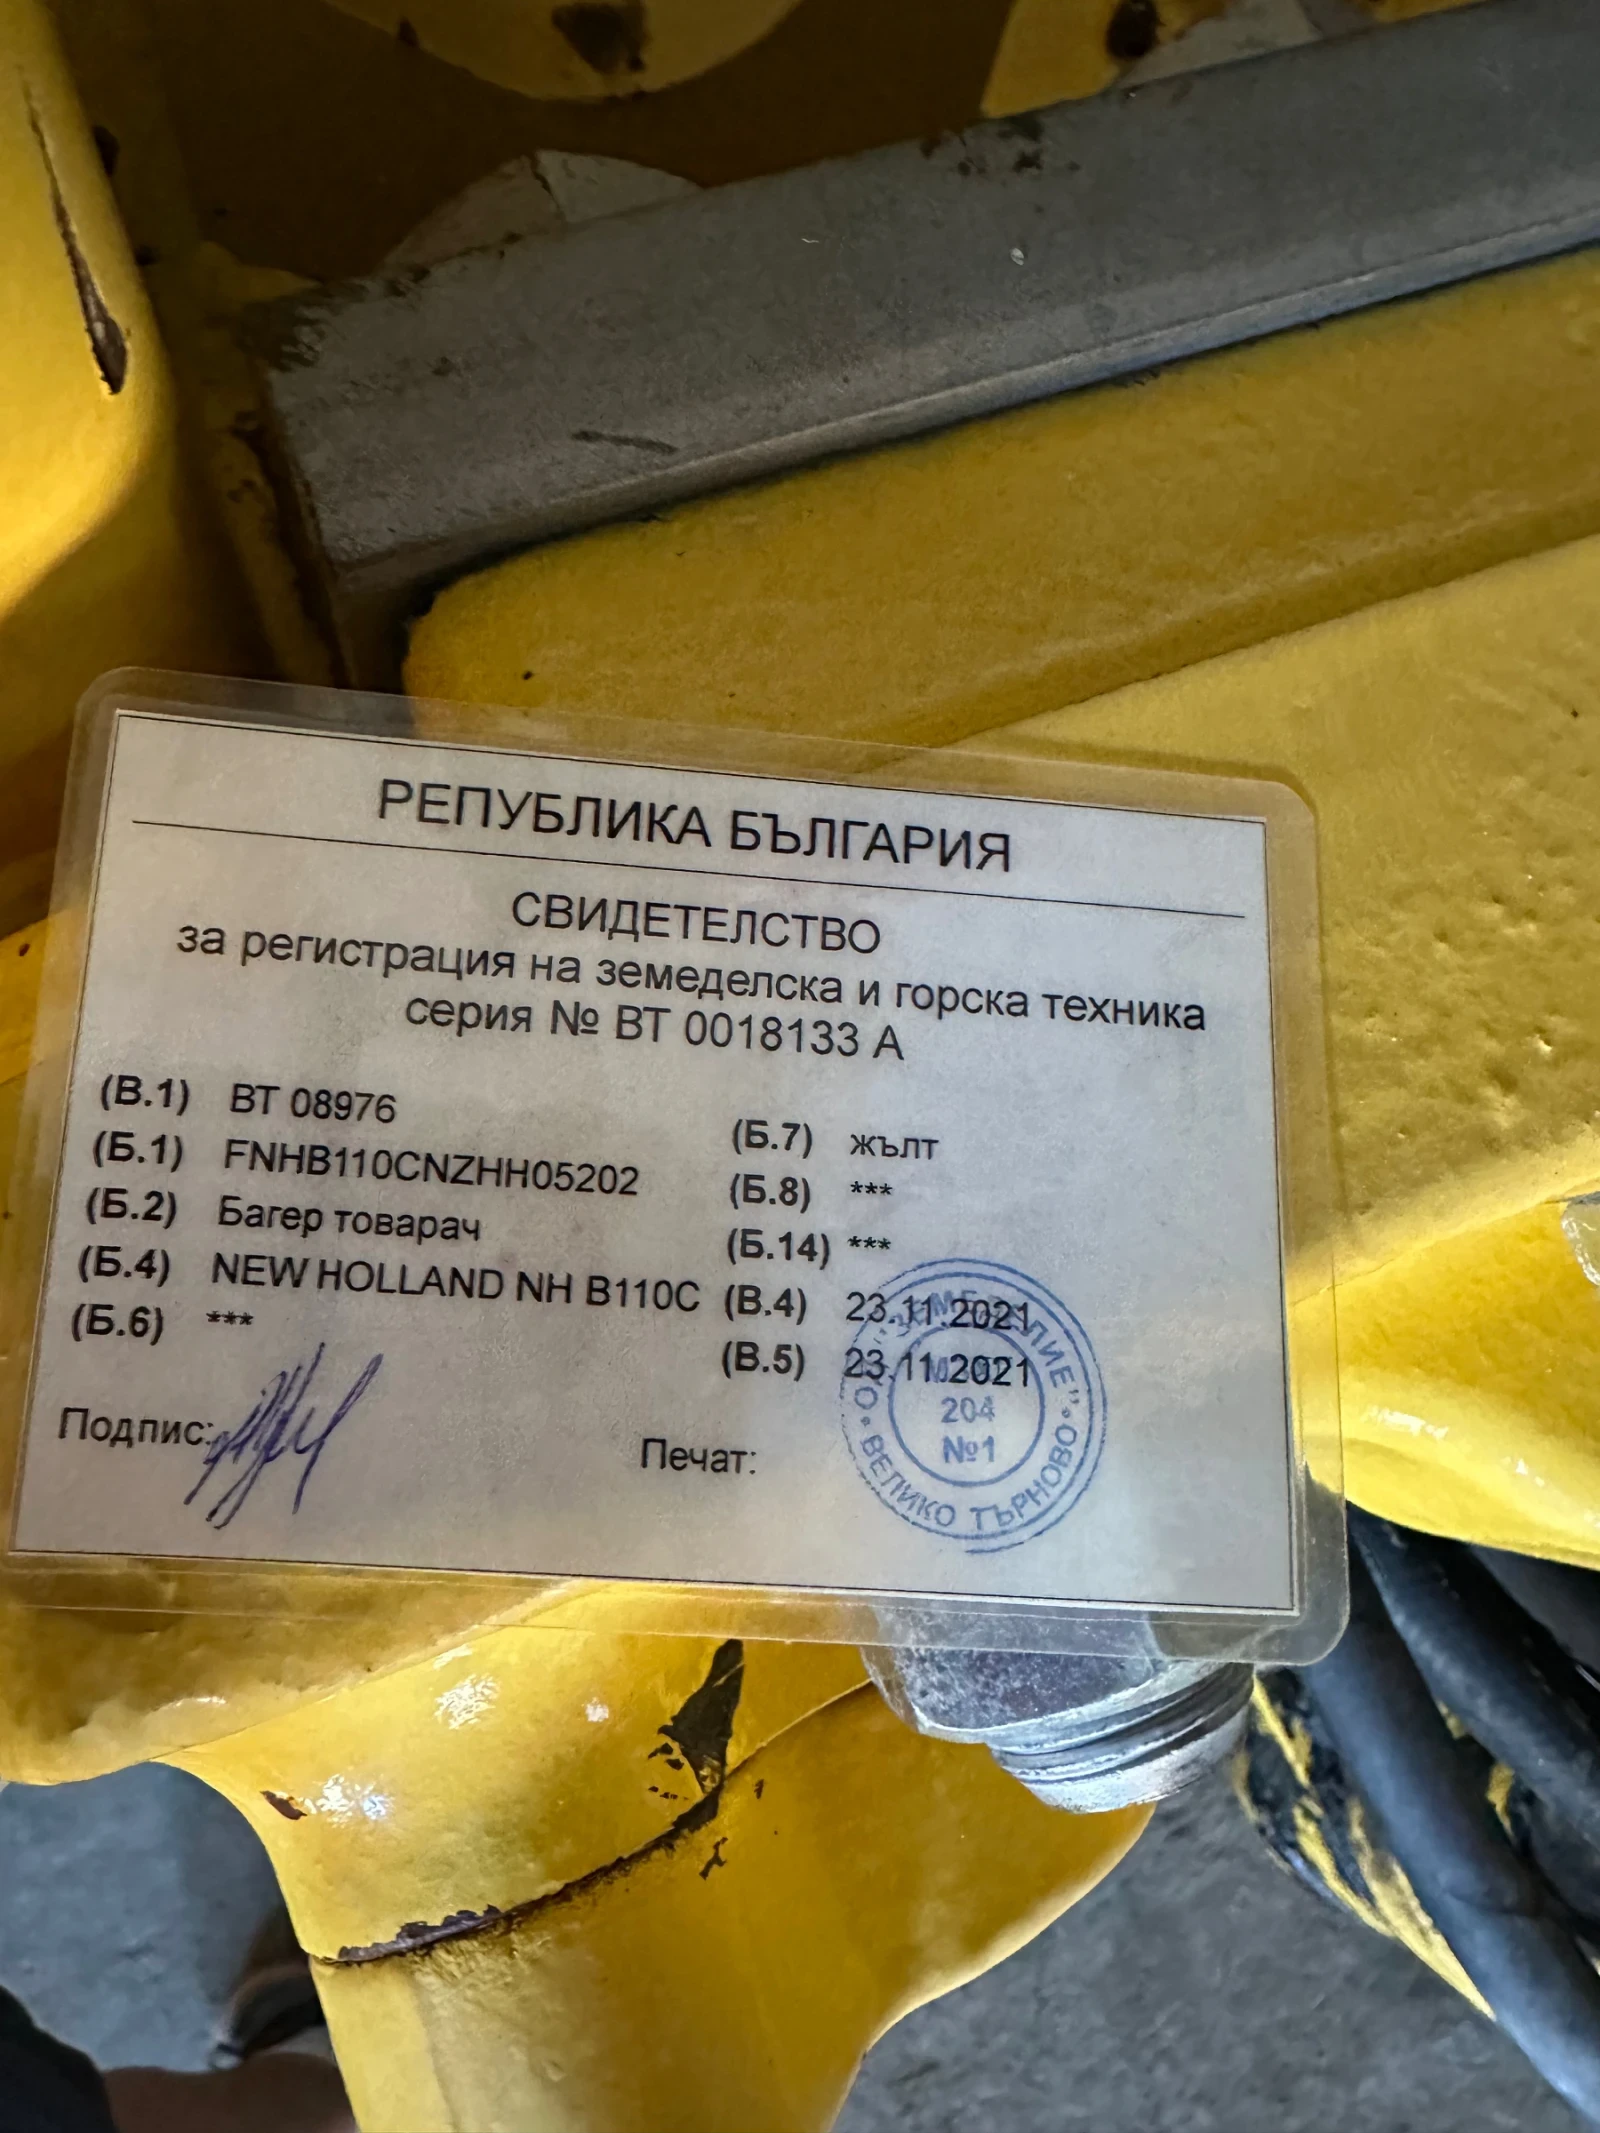 РЕПУБЛИКА БЪЛГАРИЯ
СВИДЕТЕЛСТВО
за регистрация на земеделска и горска техника
серия № ВТ 0018133 А
(В.1) ВТ 08976
(Б.1) FNHB110CNZHH05202
(Б.2) Багер товарач
(Б.4) NEW HOLLAND NH B110C
(Б.6) ***
(Б.7) жълт
(Б.8) ***
(Б.14) ***
(В.4) 23.11.2021
(В.5) 23.11.2021
Подпис:
Печат:
204
№1
ВЕЛИКО ТЪРНОВО